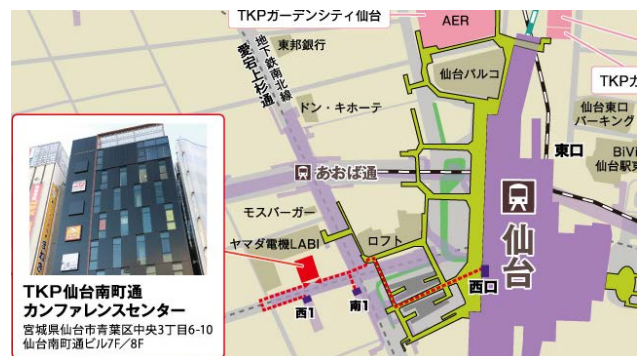 TKPガーデンシティ仙台
AER
東邦銀行
地下鉄南北線
愛宕上杉通
仙台パルコ
ドン・キホーテ
TKPガ
仙台東口
パーキング
BiVi
仙台駅東
東口
あおば通
仙台
モスバーガー
ロフト
ヤマダ電機LABI
西口
西1
南1
TKP仙台南町通
カンファレンスセンター
宮城県仙台市青葉区中央3丁目6-10
仙台南町通ビル7F/8F